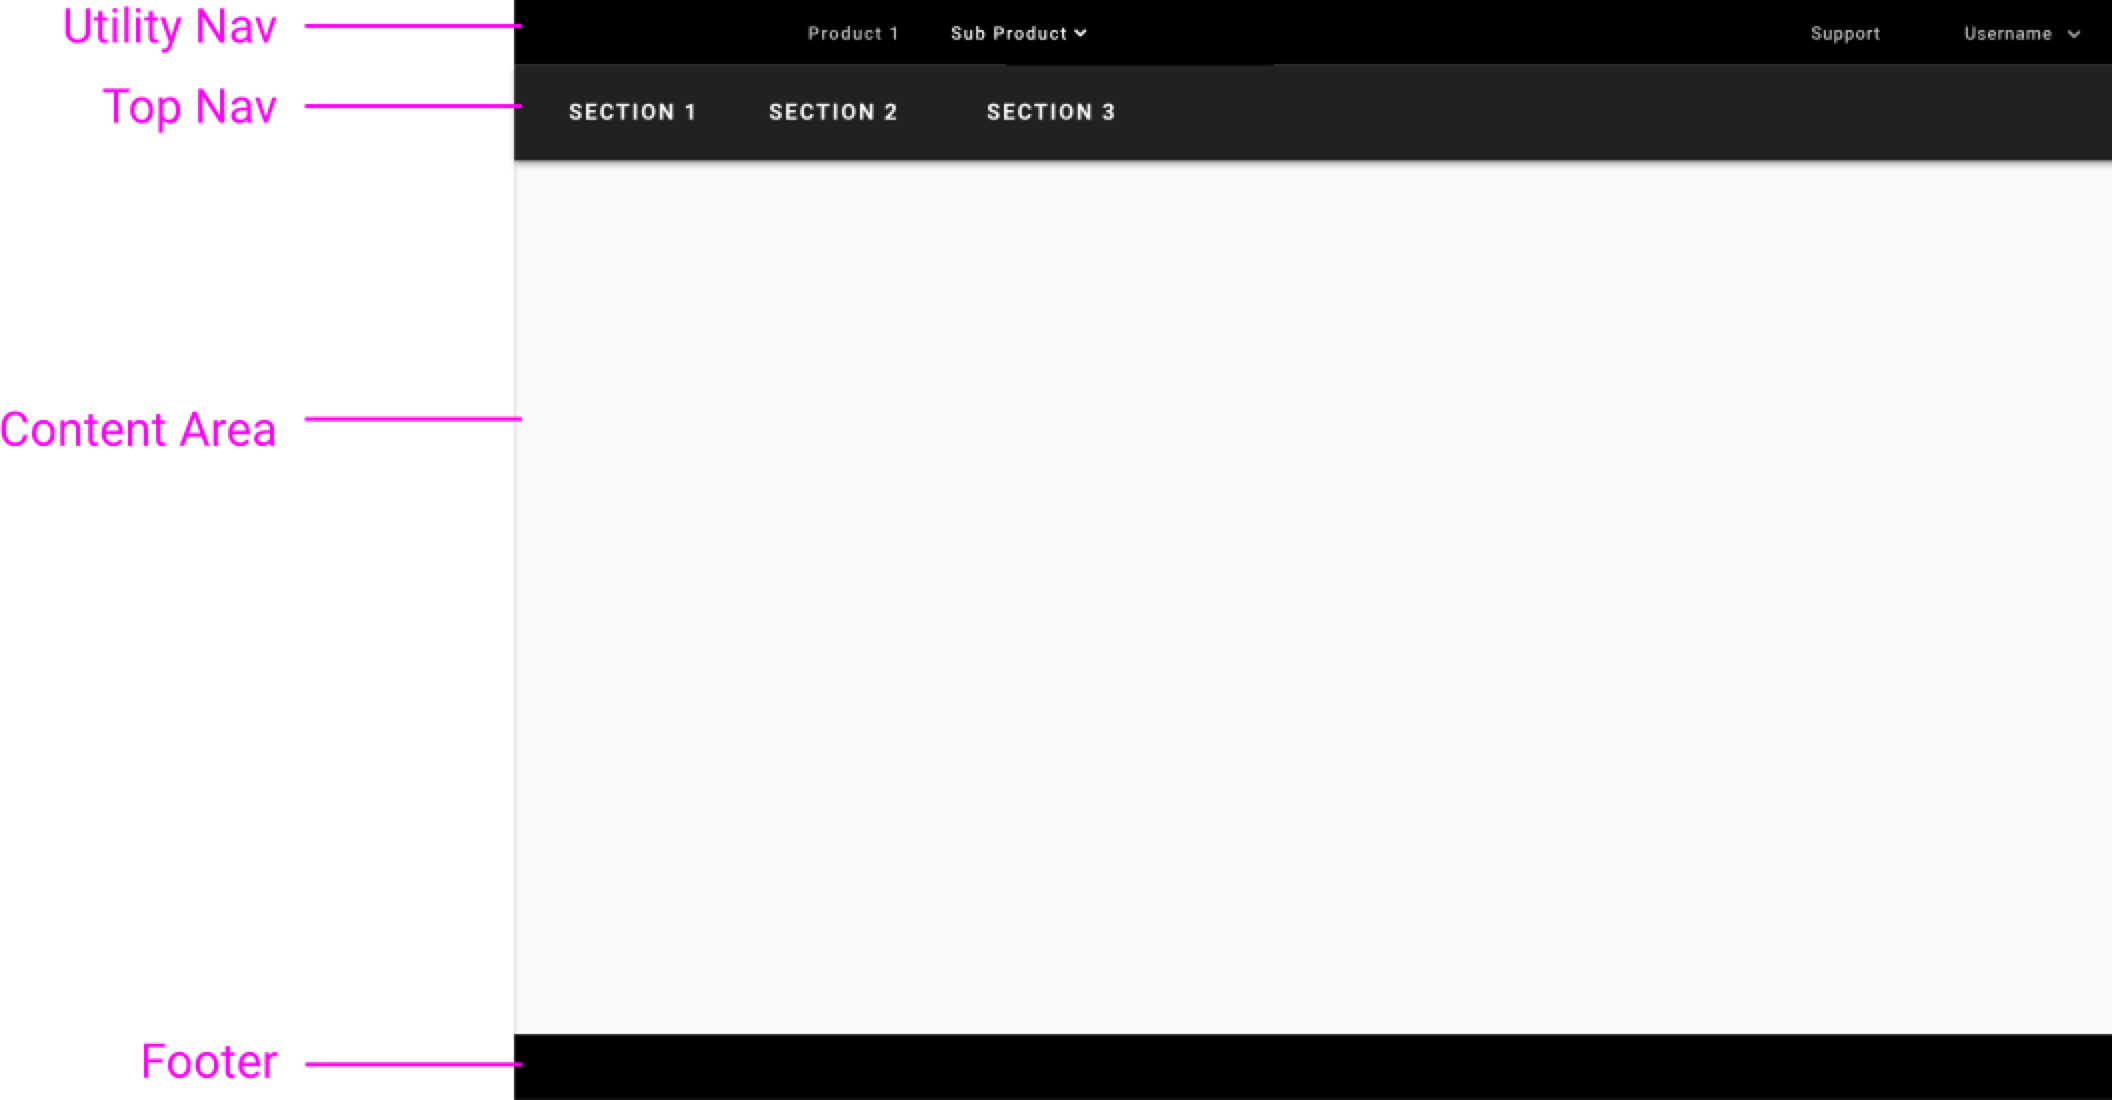 Utility Nav
Product 1 Sub Product Support Username
Top Nav
SECTION 1 SECTION 2 SECTION 3
Content Area
Footer